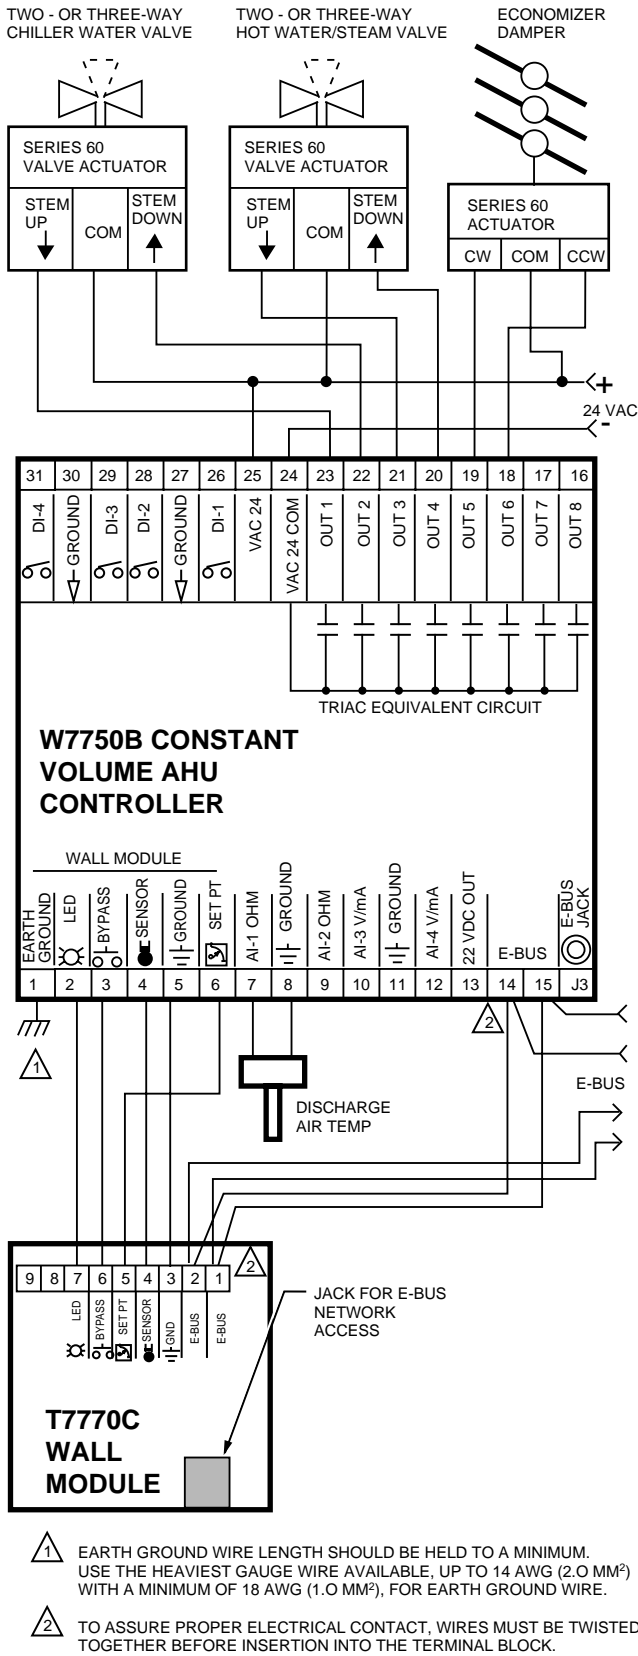 TWO - OR THREE-WAY
CHILLER WATER VALVE
TWO - OR THREE-WAY
HOT WATER/STEAM VALVE
ECONOMIZER
DAMPER
SERIES 60
VALVE ACTUATOR
STEM
UP
COM
STEM
DOWN
SERIES 60
VALVE ACTUATOR
STEM
UP
COM
STEM
DOWN
SERIES 60
ACTUATOR
CW
COM
CCW
+
24 VAC
-
31 30 29 28 27 26 25 24 23 22 21 20 19 18 17 16
DI-4
GROUND
DI-3
DI-2
GROUND
DI-1
VAC 24
VAC 24 COM
OUT 1
OUT 2
OUT 3
OUT 4
OUT 5
OUT 6
OUT 7
OUT 8
TRIAC EQUIVALENT CIRCUIT
W7750B CONSTANT
VOLUME AHU
CONTROLLER
WALL MODULE
EARTH
GROUND
LED
BYPASS
SENSOR
GROUND
SET PT
AI-1 OHM
GROUND
AI-2 OHM
AI-3 V/mA
GROUND
AI-4 V/mA
22 VDC OUT
E-BUS
E-BUS
JACK
1 2 3 4 5 6 7 8 9 10 11 12 13 14 15 J3
1
2
DISCHARGE
AIR TEMP
E-BUS
9 8 7 6 5 4 3 2 1
2
LED
BYPASS
SET PT
SENSOR
GND
E-BUS
E-BUS
JACK FOR E-BUS
NETWORK
ACCESS
T7770C
WALL
MODULE
1 EARTH GROUND WIRE LENGTH SHOULD BE HELD TO A MINIMUM.
USE THE HEAVIEST GAUGE WIRE AVAILABLE, UP TO 14 AWG (2.O MM²)
WITH A MINIMUM OF 18 AWG (1.O MM²), FOR EARTH GROUND WIRE.
2 TO ASSURE PROPER ELECTRICAL CONTACT, WIRES MUST BE TWISTED
TOGETHER BEFORE INSERTION INTO THE TERMINAL BLOCK.